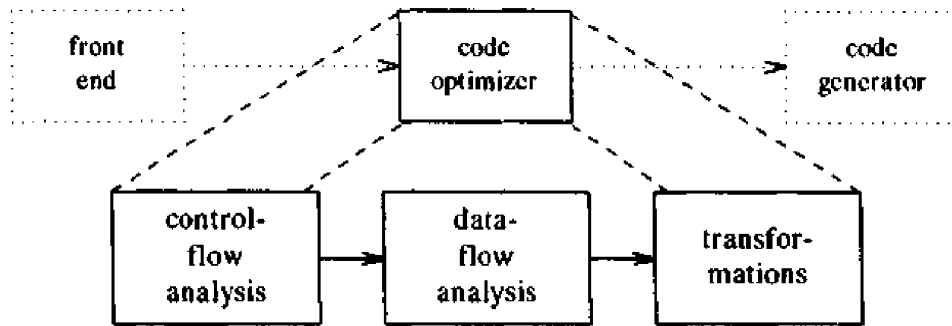 front
end
code
optimizer
code
generator
control-
flow
analysis
data-
flow
analysis
transfor-
mations